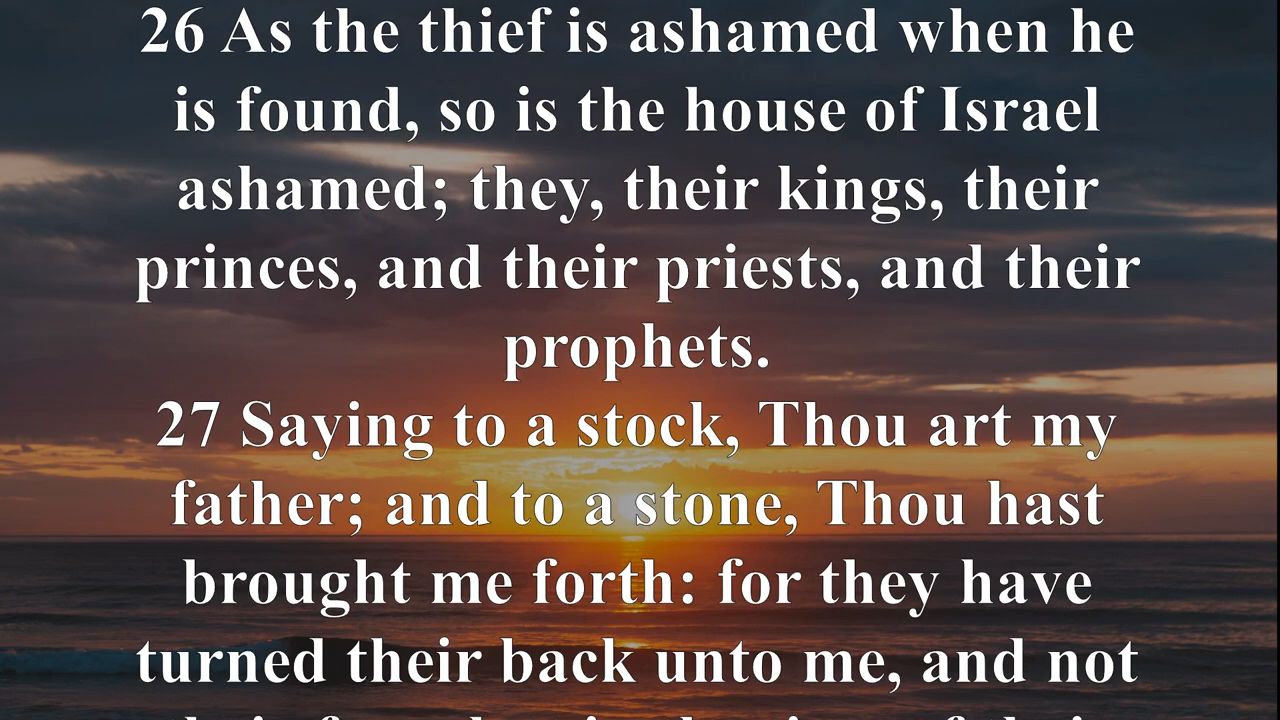 26 As the thief is ashamed when he
is found, so is the house of Israel
ashamed; they, their kings, their
princes, and their priests, and their
prophets.
27 Saying to a stock, Thou art my
father; and to a stone, Thou hast
brought me forth: for they have
turned their back unto me, and not